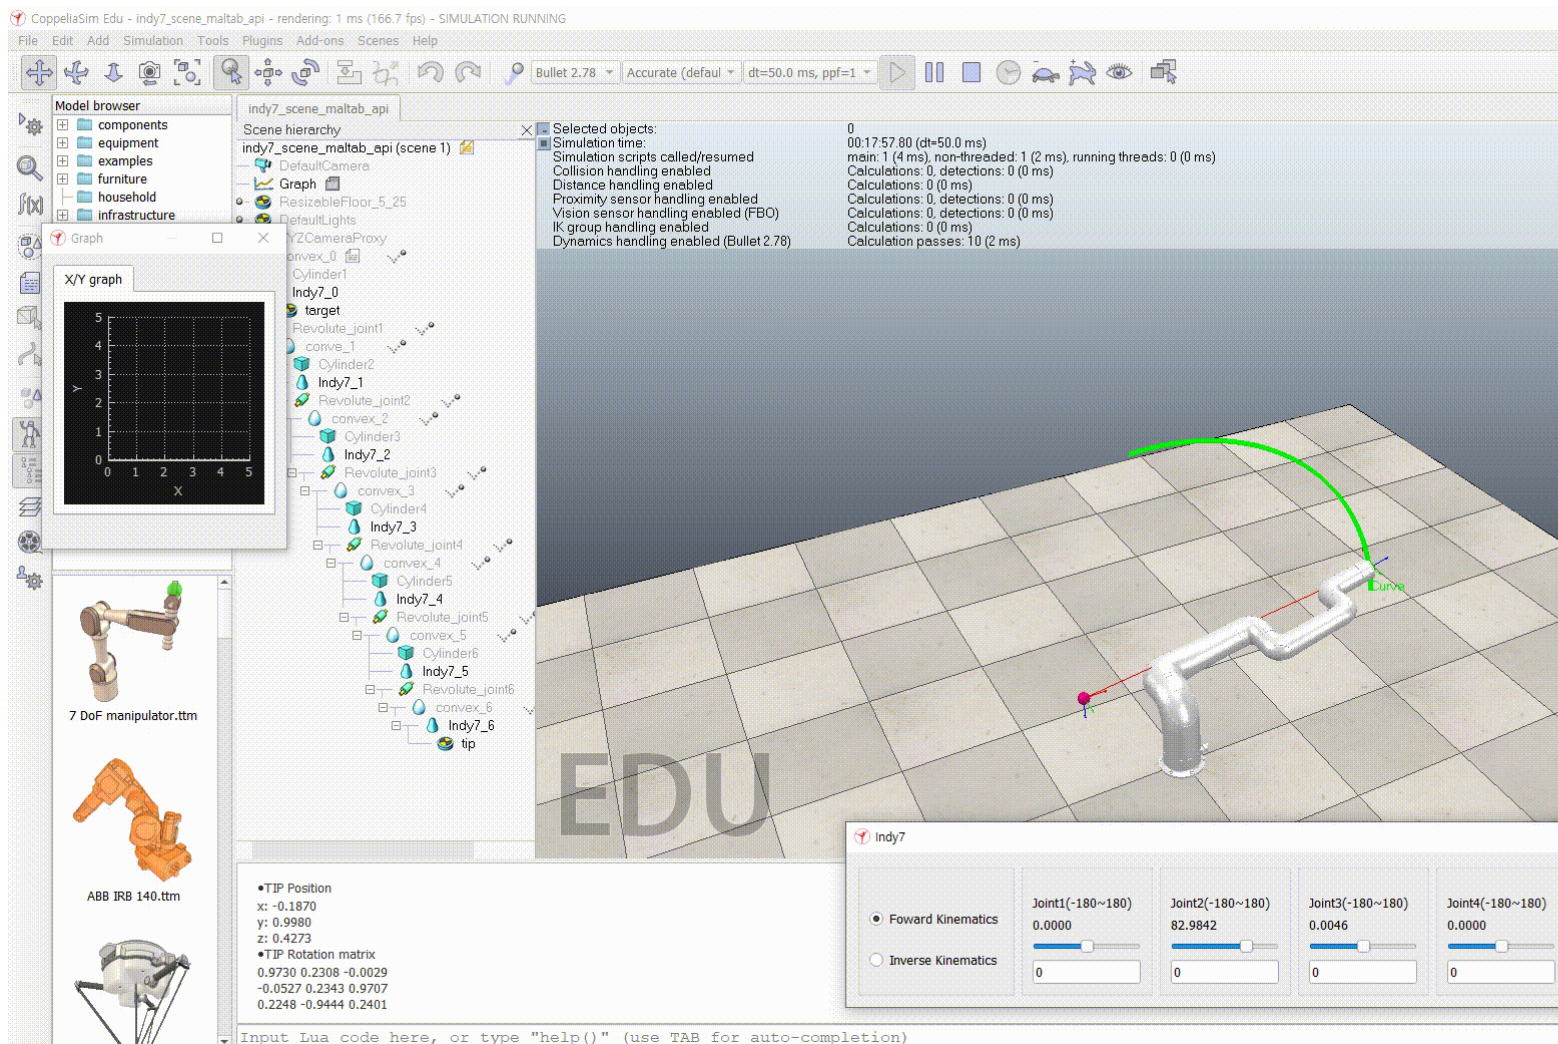 CoppeliaSim Edu - indy7_scene_maltab_api - rendering: 1 ms (166.7 fps) - SIMULATION RUNNING
File Edit Add Simulation Tools Plugins Add-ons Scenes Help
Bullet 2.78 Accurate (defaul dt=50.0 ms, ppf=1
Model browser
components
equipment
examples
furniture
household
infrastructure
Graph
X/Y graph
5
4
3
2
1
0
Y
0 1 2 3 4 5
X
7 DoF manipulator.ttm
ABB IRB 140.ttm
indy7_scene_maltab_api
Scene hierarchy
indy7_scene_maltab_api (scene 1)
DefaultCamera
Graph
ResizableFloor_5_25
DefaultLights
YZCameraProxy
onvex_0
Cylinder1
Indy7_0
target
Revolute_joint1
conve_1
Cylinder2
Indy7_1
Revolute_joint2
convex_2
Cylinder3
Indy7_2
Revolute_joint3
convex_3
Cylinder4
Indy7_3
Revolute_joint4
convex_4
Cylinder5
Indy7_4
Revolute_joint5
convex_5
Cylinder6
Indy7_5
Revolute_joint6
convex_6
Indy7_6
tip
Selected objects: 0
Simulation time: 00:17:57.80 (dt=50.0 ms)
Simulation scripts called/resumed main: 1 (4 ms), non-threaded: 1 (2 ms), running threads: 0 (0 ms)
Collision handling enabled Calculations: 0, detections: 0 (0 ms)
Distance handling enabled Calculations: 0 (0 ms)
Proximity sensor handling enabled Calculations: 0, detections: 0 (0 ms)
Vision sensor handling enabled (FBO) Calculations: 0, detections: 0 (0 ms)
IK group handling enabled Calculations: 0 (0 ms)
Dynamics handling enabled (Bullet 2.78) Calculation passes: 10 (2 ms)
Curve
EDU
•TIP Position
x: -0.1870
y: 0.9980
z: 0.4273
•TIP Rotation matrix
0.9730 0.2308 -0.0029
-0.0527 0.2343 0.9707
0.2248 -0.9444 0.2401
Indy7
Foward Kinematics
Inverse Kinematics
Joint1(-180~180) Joint2(-180~180) Joint3(-180~180) Joint4(-180~180)
0.0000 82.9842 0.0046 0.0000
0 0 0 0
Input Lua code here, or type "help()" (use TAB for auto-completion)